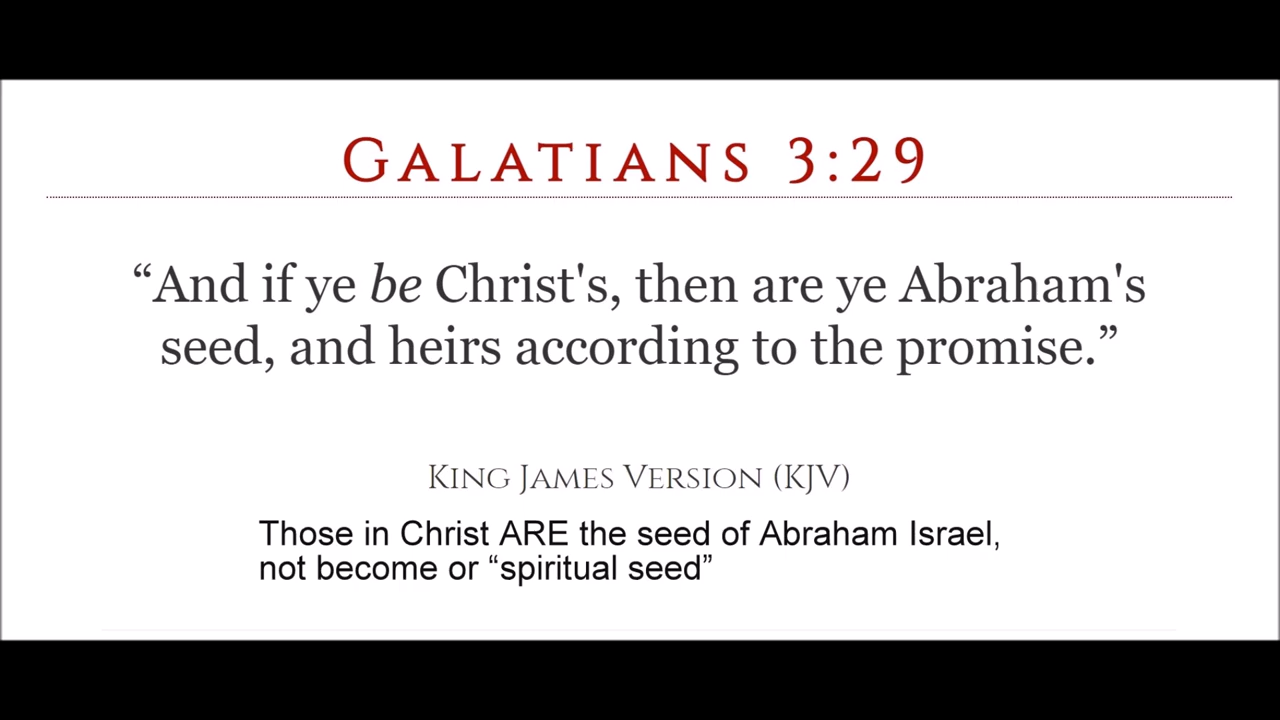 GALATIANS 3:29
“And if ye be Christ's, then are ye Abraham's
seed, and heirs according to the promise.”
KING JAMES VERSION (KJV)
Those in Christ ARE the seed of Abraham Israel,
not become or “spiritual seed”